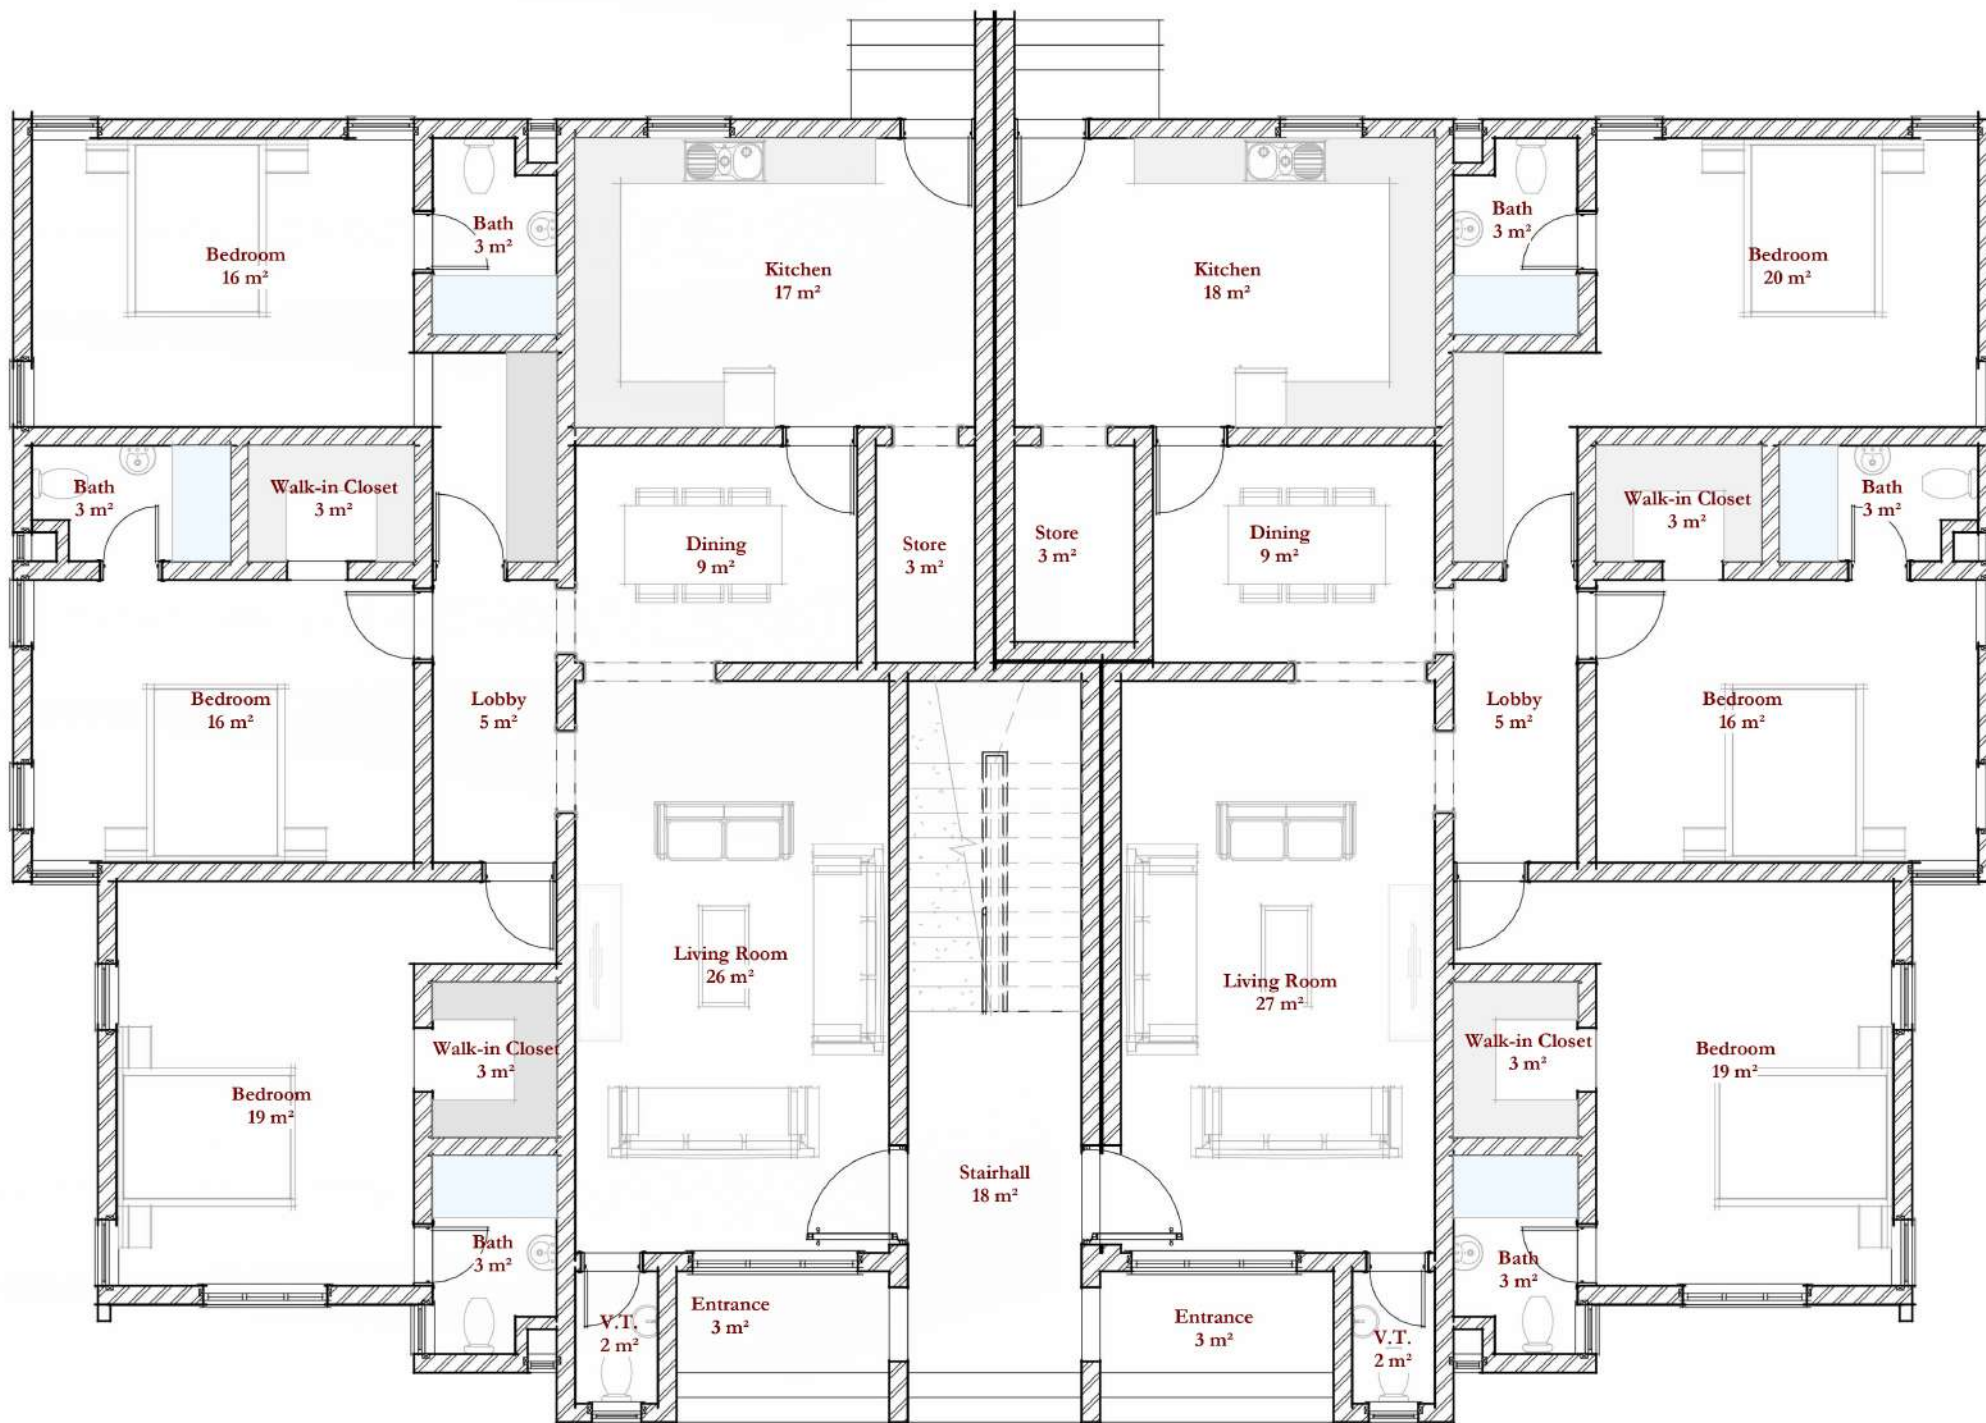 Bath
3 m²
Bath
3 m²
Bedroom
16 m²
Kitchen
17 m²
Kitchen
18 m²
Bedroom
20 m²
Bath
3 m²
Walk-in Closet
3 m²
Dining
9 m²
Store
3 m²
Store
3 m²
Dining
9 m²
Walk-in Closet
3 m²
Bath
3 m²
Bedroom
16 m²
Lobby
5 m²
Lobby
5 m²
Bedroom
16 m²
Living Room
26 m²
Living Room
27 m²
Walk-in Closet
3 m²
Walk-in Closet
3 m²
Bedroom
19 m²
Bedroom
19 m²
Stairhall
18 m²
Bath
3 m²
Bath
3 m²
Entrance
3 m²
Entrance
3 m²
V.T.
2 m²
V.T.
2 m²